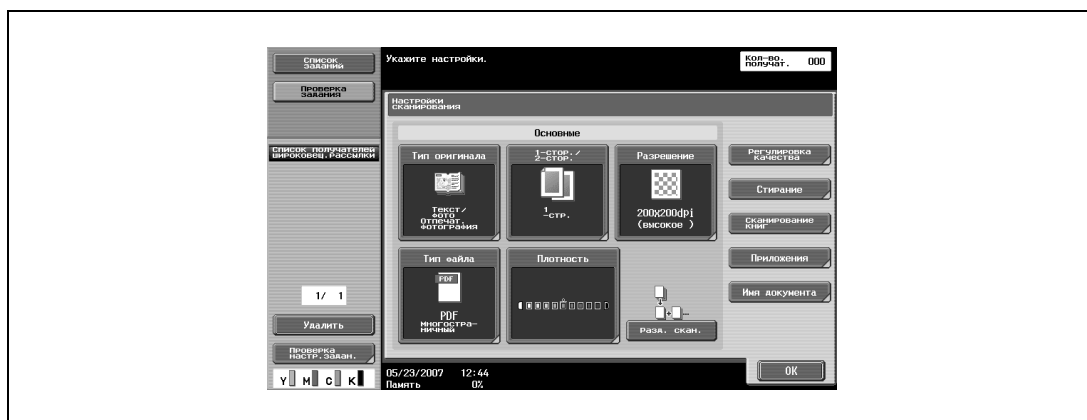 Список
заданий
Проверка
задания
Список получателей
широковещ.рассылки
1/ 1
Удалить
Проверка
настр.задан.
Y M C K
Укажите настройки.
Кол-во.
получат. 000
Настройки
сканирования
Основные
Тип оригинала
Текст/
фото
Отпечат.
фотография
1-стор./
2-стор.
1
-стр.
Разрешение
200x200dpi
(высокое )
Тип файла
PDF
PDF
многостра-
ничный
Плотность
Разд. скан.
Регулировка
качества
Стирание
Сканирование
книг
Приложения
Имя документа
05/23/2007 12:44
Память 0%
OK